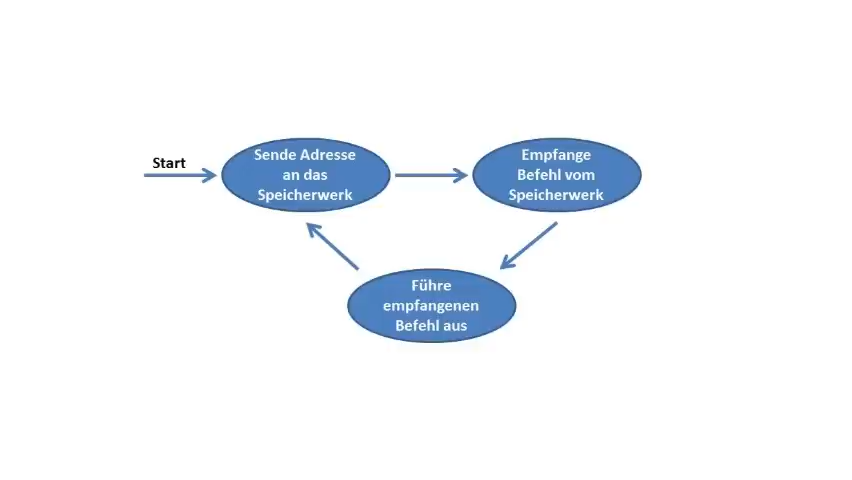 Start
Sende Adresse
an das
Speicherwerk
Empfange
Befehl vom
Speicherwerk
Führe
empfangenen
Befehl aus